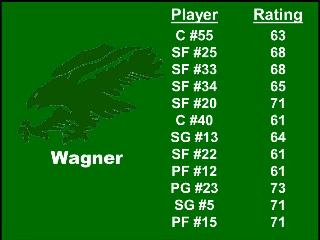 Player Rating
C #55 63
SF #25 68
SF #33 68
SF #34 65
SF #20 71
C #40 61
SG #13 64
SF #22 61
PF #12 61
PG #23 73
SG #5 71
PF #15 71
Wagner